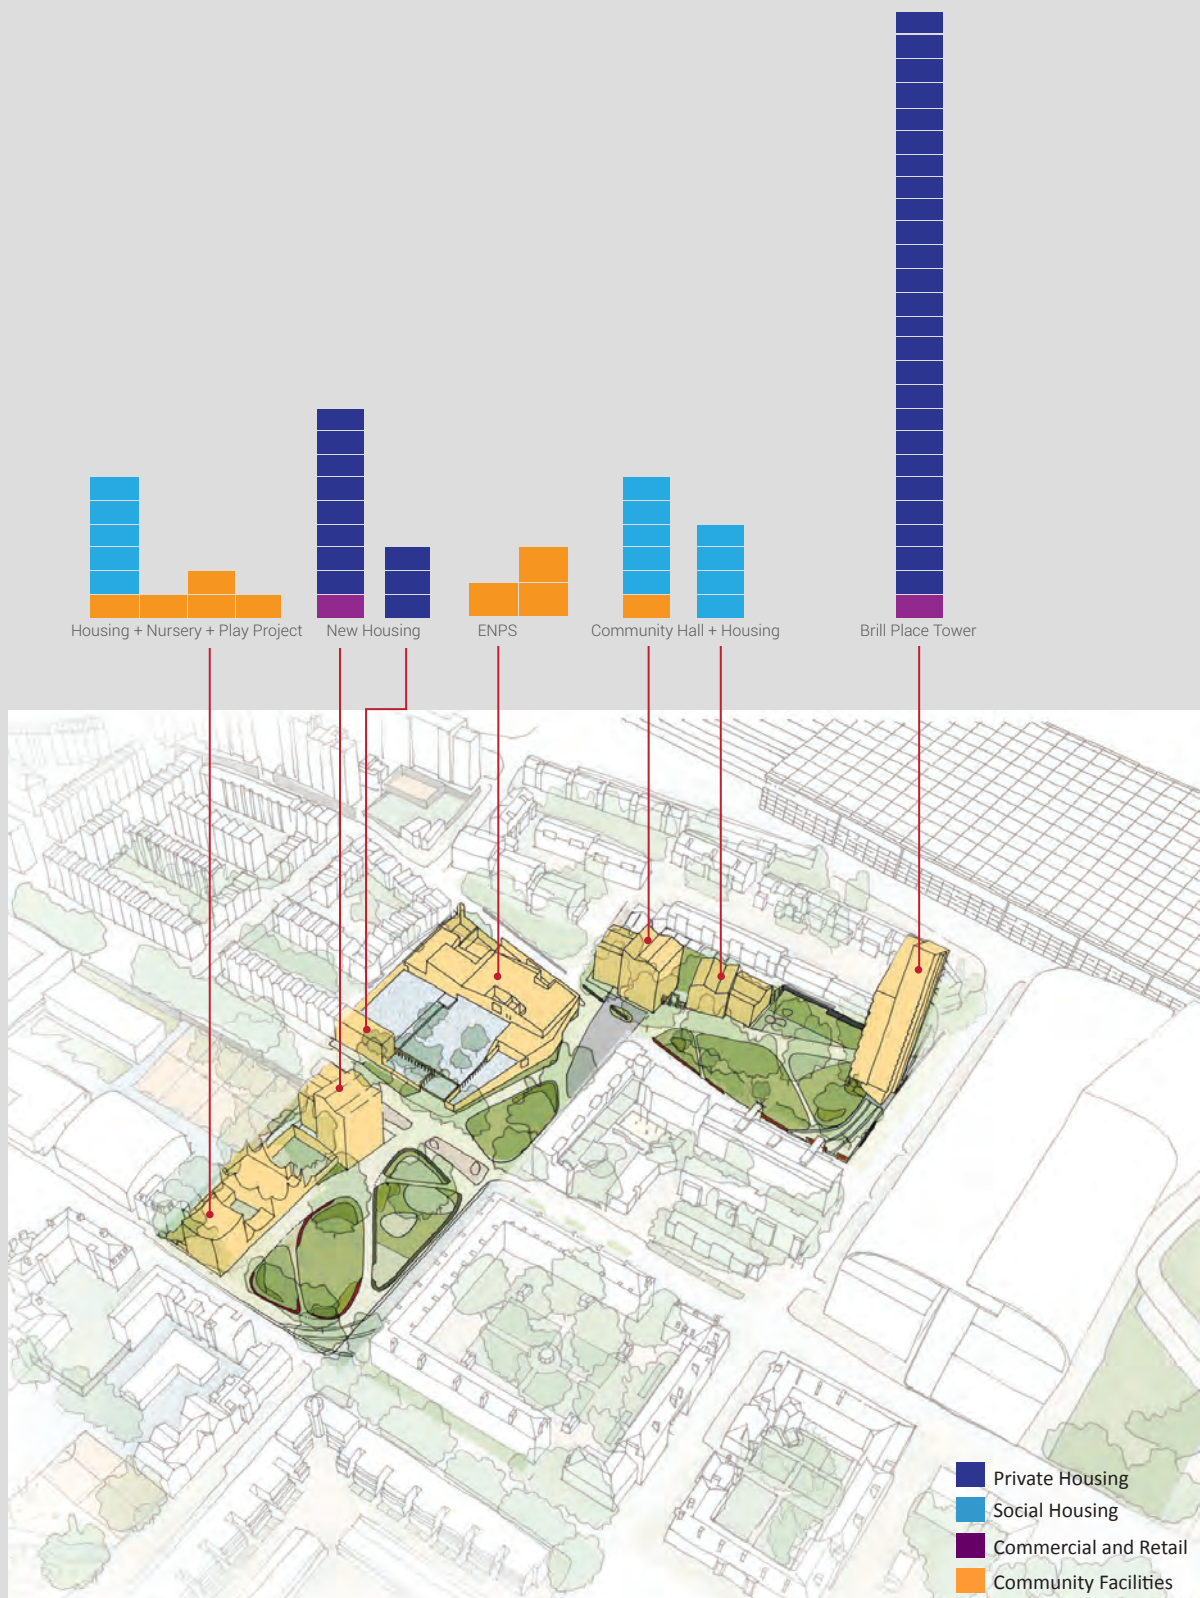 Housing + Nursery + Play Project
New Housing
ENPS
Community Hall + Housing
Brill Place Tower
Private Housing
Social Housing
Commercial and Retail
Community Facilities